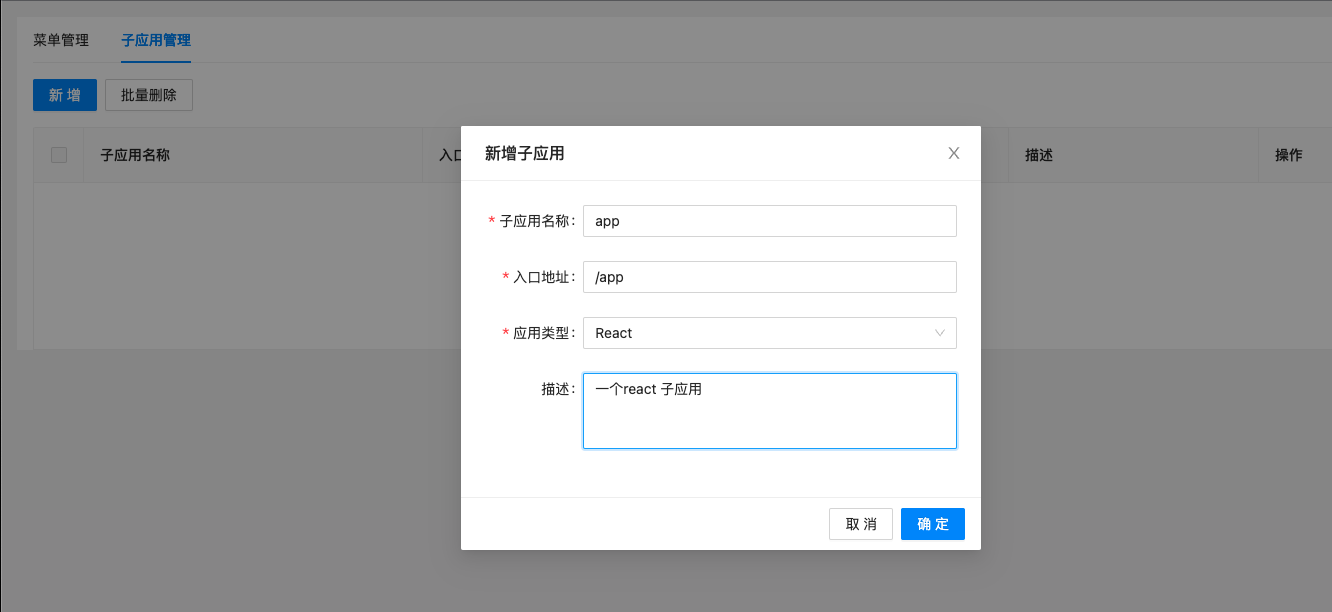 菜单管理 子应用管理
新 增 批量删除
子应用名称 入口 描述 操作
新增子应用
* 子应用名称: app
* 入口地址: /app
* 应用类型: React
描述: 一个react 子应用
取 消 确 定